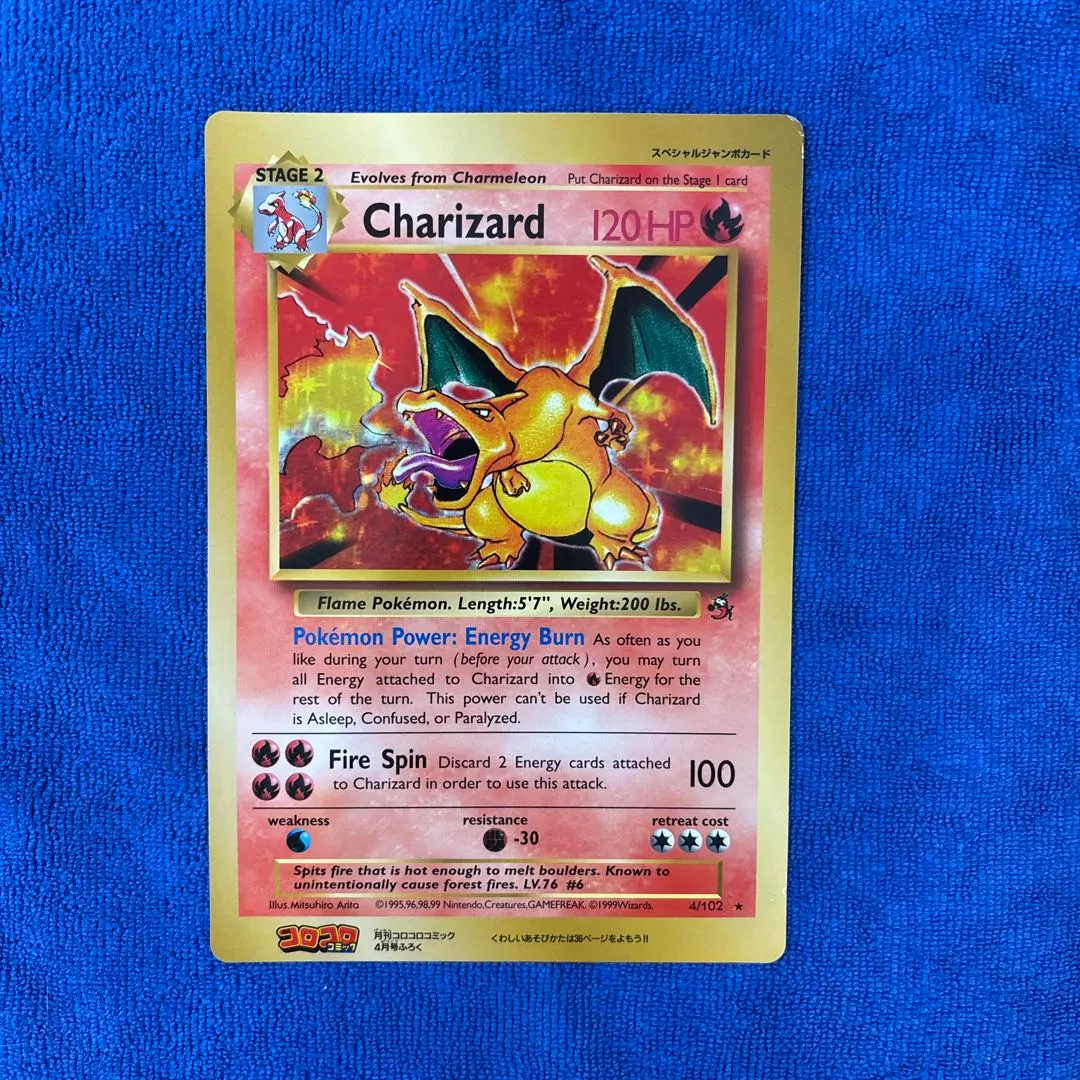 スペシャルジャンボカード
STAGE 2
Evolves from Charmeleon Put Charizard on the Stage 1 card
Charizard 120 HP
Flame Pokémon. Length:5'7", Weight:200 lbs.
Pokémon Power: Energy Burn As often as you
like during your turn (before your attack), you may turn
all Energy attached to Charizard into Energy for the
rest of the turn. This power can't be used if Charizard
is Asleep, Confused, or Paralyzed.
Fire Spin Discard 2 Energy cards attached
to Charizard in order to use this attack.
100
weakness resistance retreat cost
-30
Spits fire that is hot enough to melt boulders. Known to
unintentionally cause forest fires. LV.76 #6
Illus. Mitsuhiro Arita ©1995,96,98,99 Nintendo,Creatures,GAMEFREAK. ©1999Wizards. 4/102 ★
コロコロ
コミック
月刊コロコロコミック
4月号ふろく
くわしいあそびかたは36ページをよもう!!